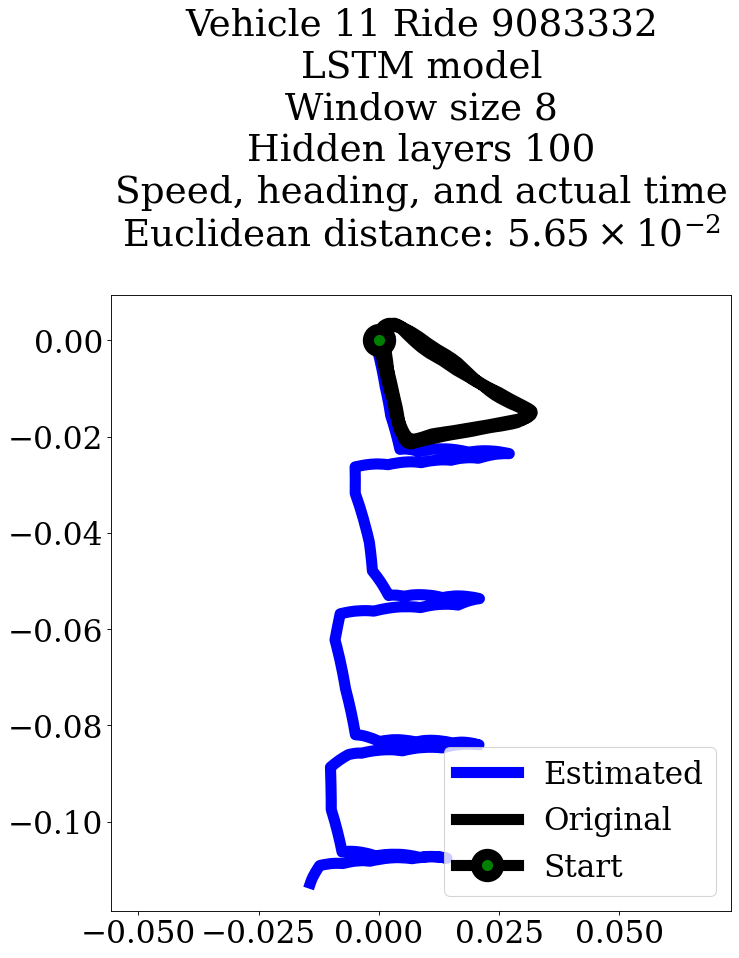 Vehicle 11 Ride 9083332
LSTM model
Window size 8
Hidden layers 100
Speed, heading, and actual time
Euclidean distance: 5.65 × 10⁻²
0.00
−0.02
−0.04
−0.06
−0.08
−0.10
Estimated
Original
Start
−0.050 −0.025 0.000 0.025 0.050